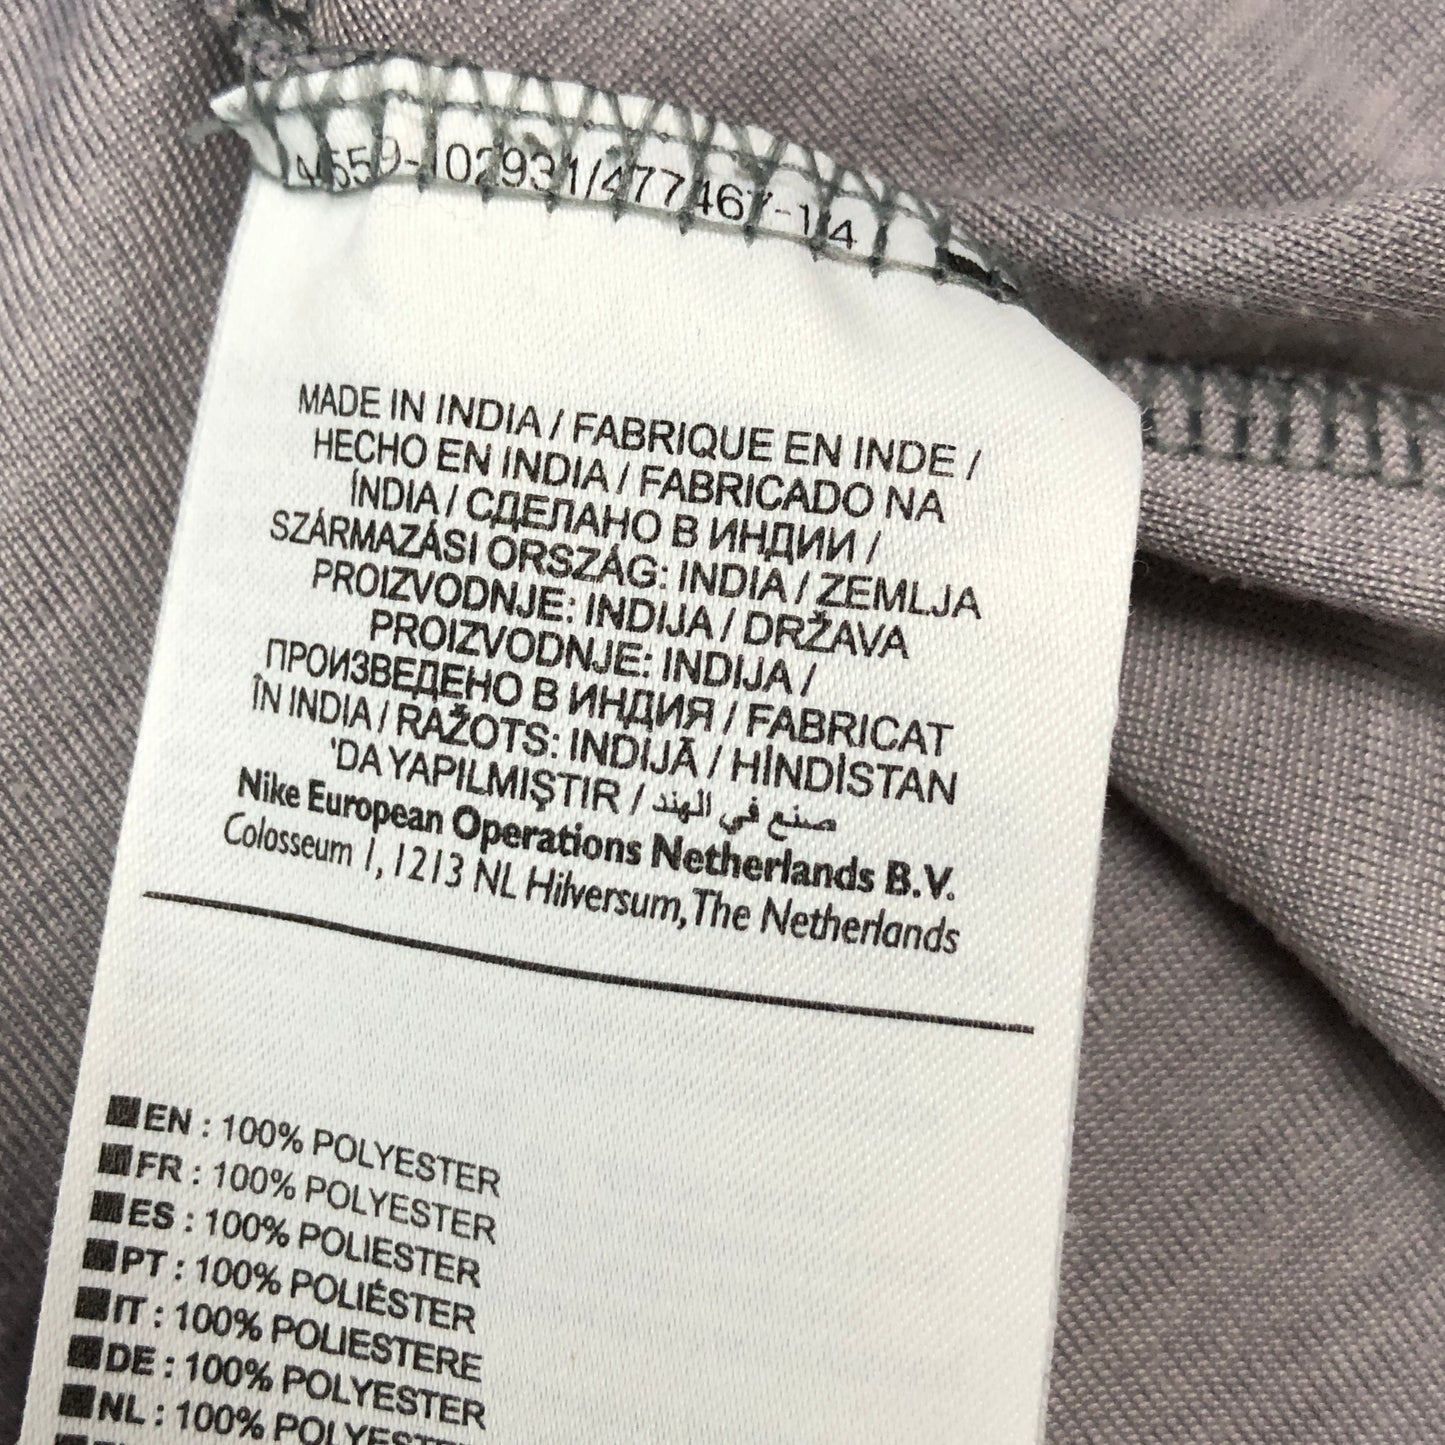 MADE IN INDIA / FABRIQUE EN INDE /
HECHO EN INDIA / FABRICADO NA
ÍNDIA / СДЕЛАНО В ИНДИИ /
SZÁRMAZÁSI ORSZÁG: INDIA / ZEMLJA
PROIZVODNJE: INDIJA / DRŽAVA
PROIZVODNJE: INDIJA /
ПРОИЗВЕДЕНО В ИНДИЯ / FABRICAT
ÎN INDIA / RAŽOTS: INDIJĀ / HİNDİSTAN
'DA YAPILMIŞTIR / صنع في الهند
Nike European Operations Netherlands B.V.
Colosseum 1, 1213 NL Hilversum, The Netherlands
EN : 100% POLYESTER
FR : 100% POLYESTER
ES : 100% POLIESTER
PT : 100% POLIÉSTER
IT : 100% POLIESTERE
DE : 100% POLYESTER
NL : 100% POLYESTER